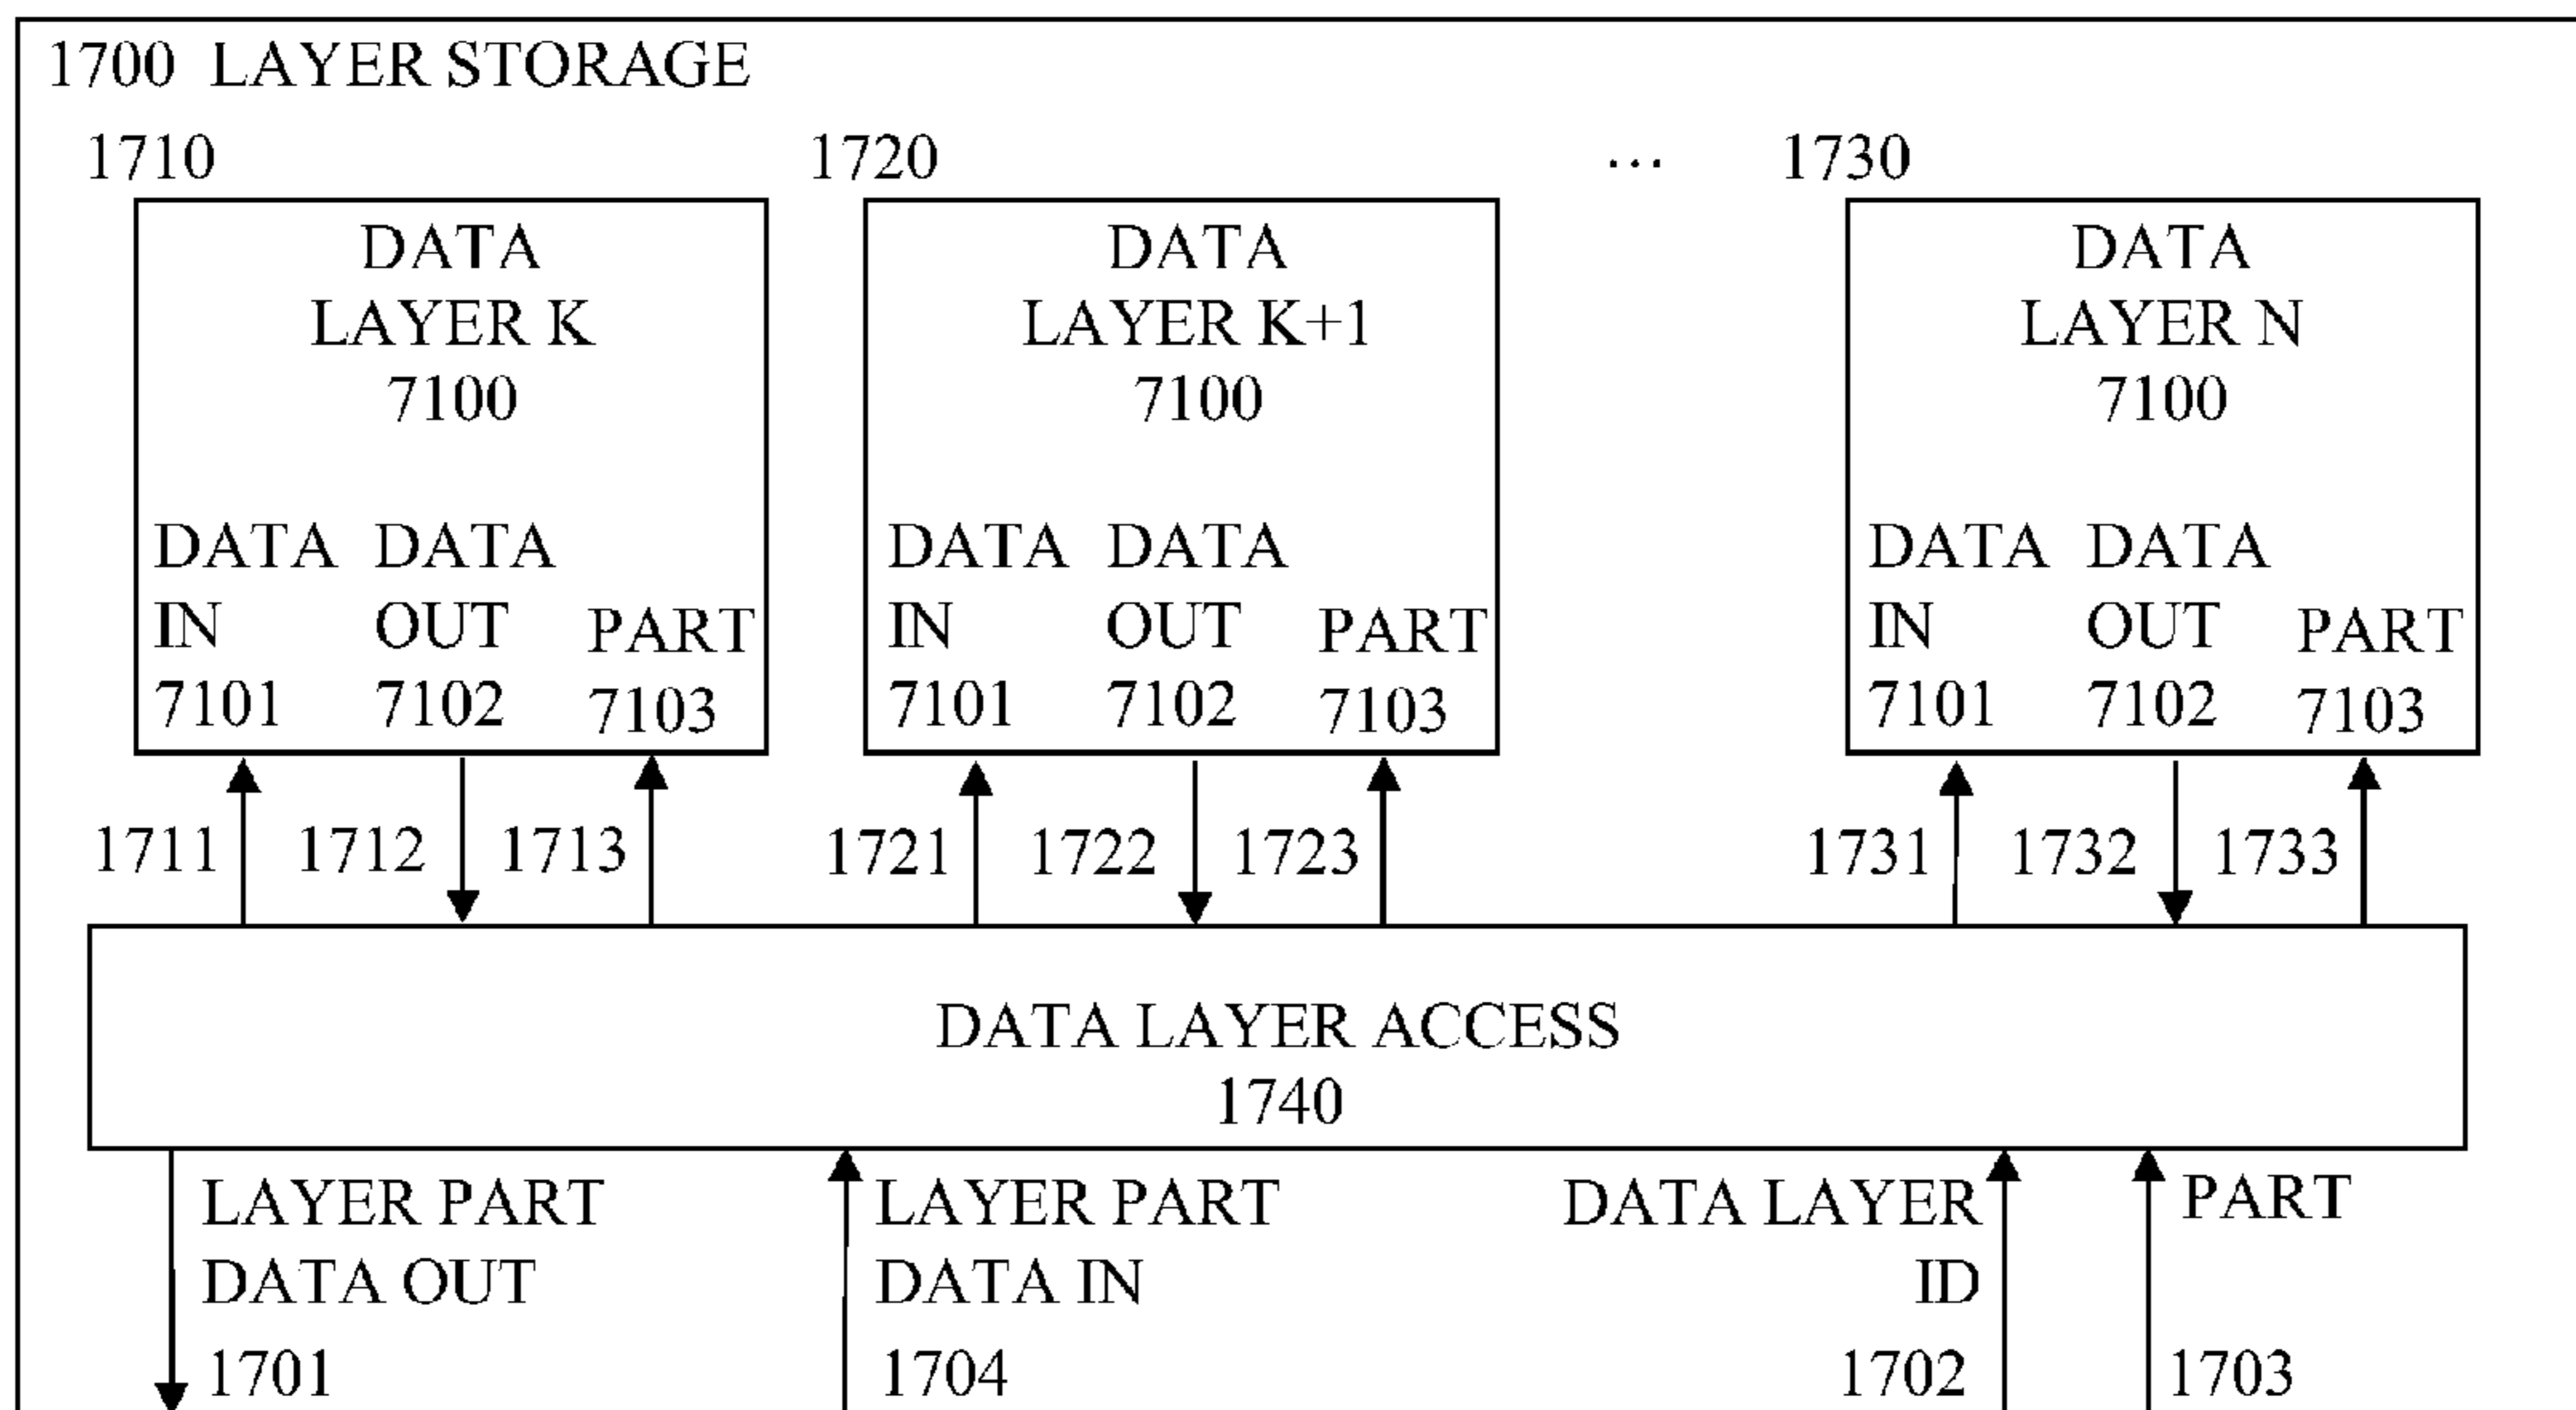 1700 LAYER STORAGE
1710
1720
...
1730
DATA
LAYER K
7100
DATA DATA
IN OUT PART
7101 7102 7103
DATA
LAYER K+1
7100
DATA DATA
IN OUT PART
7101 7102 7103
DATA
LAYER N
7100
DATA DATA
IN OUT PART
7101 7102 7103
1711 1712 1713
1721 1722 1723
1731 1732 1733
DATA LAYER ACCESS
1740
LAYER PART
DATA OUT
1701
LAYER PART
DATA IN
1704
DATA LAYER
ID
1702
PART
1703